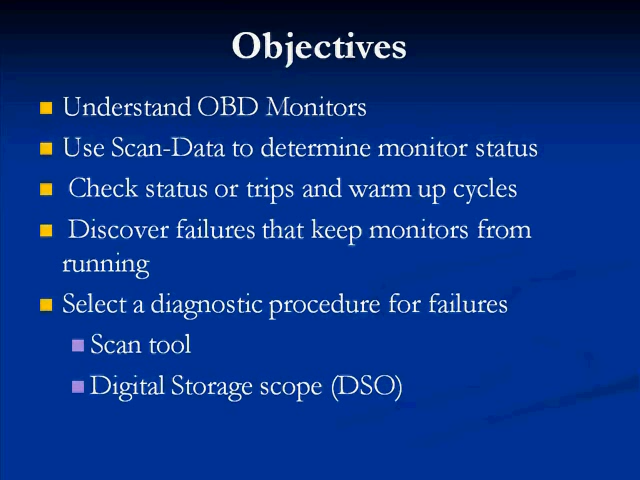 Objectives
Understand OBD Monitors
Use Scan-Data to determine monitor status
Check status or trips and warm up cycles
Discover failures that keep monitors from
running
Select a diagnostic procedure for failures
Scan tool
Digital Storage scope (DSO)